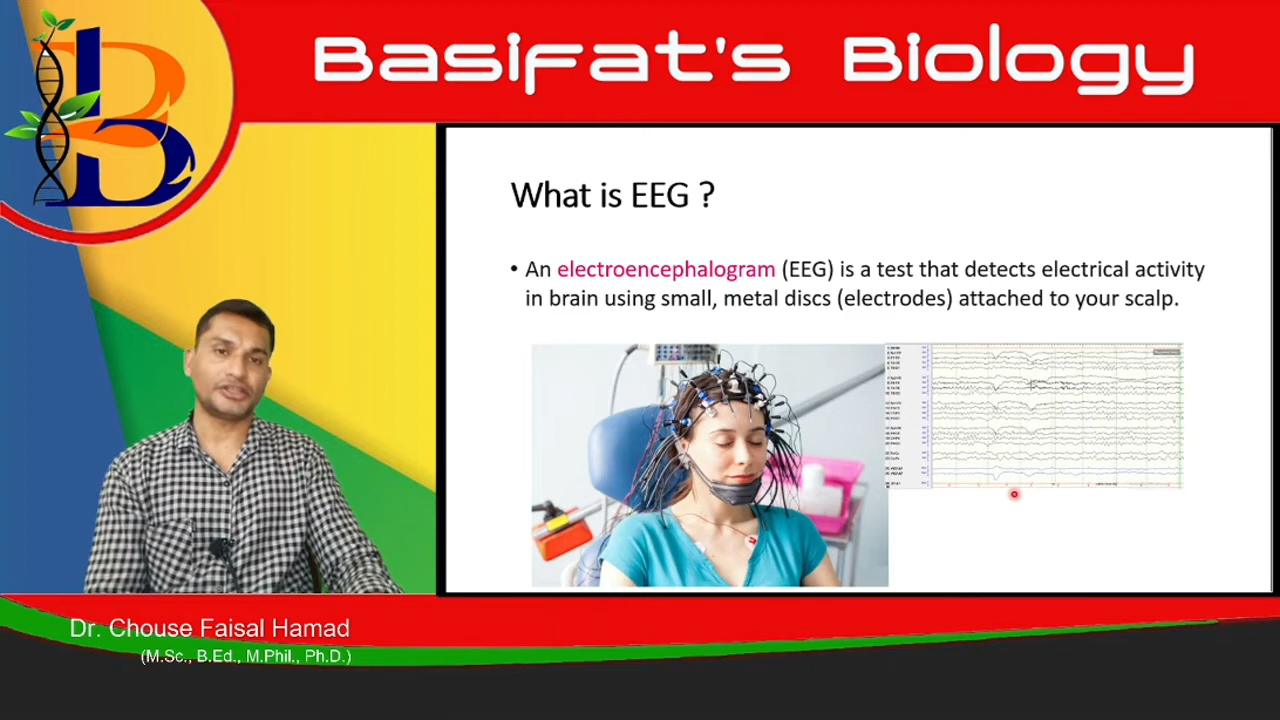 Basifat's Biology
What is EEG ?
• An electroencephalogram (EEG) is a test that detects electrical activity
in brain using small, metal discs (electrodes) attached to your scalp.
Dr. Chouse Faisal Hamad
(M.Sc., B.Ed., M.Phil., Ph.D.)